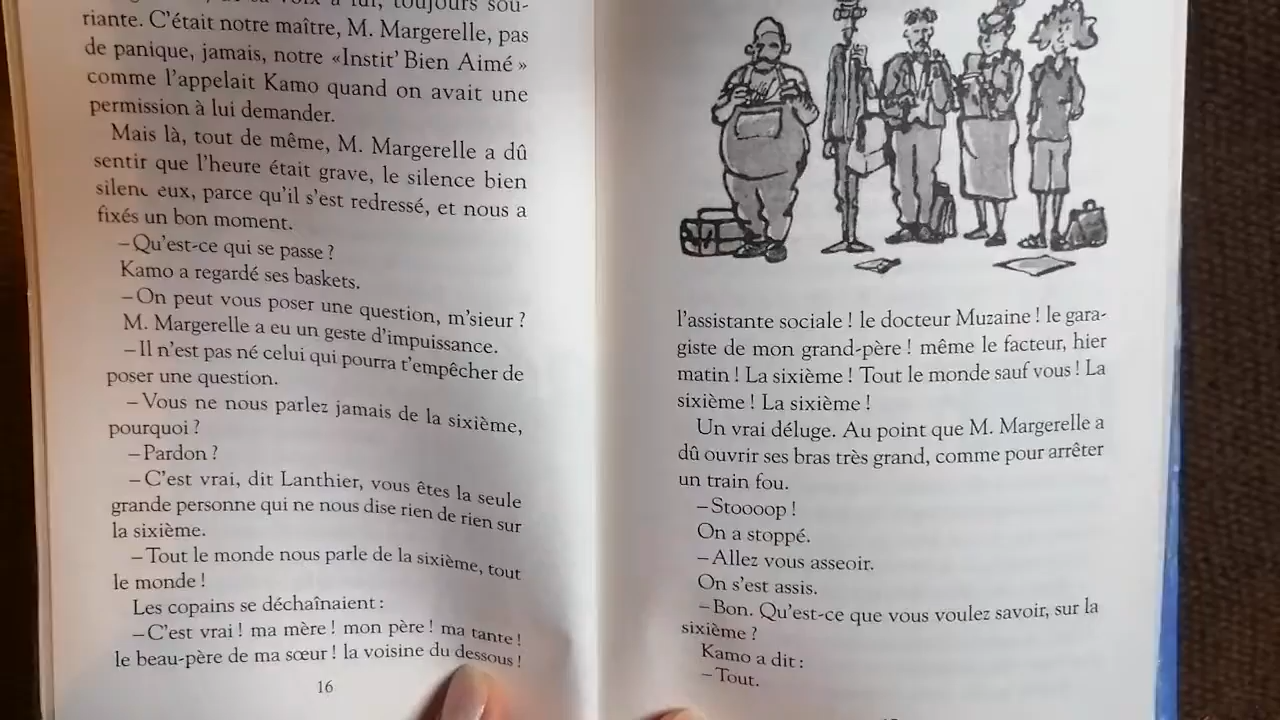 de sa voix à lui, toujours sou-
riante. C'était notre maître, M. Margerelle, pas
de panique, jamais, notre «Instit' Bien Aimé»
comme l'appelait Kamo quand on avait une
permission à lui demander.
Mais là, tout de même, M. Margerelle a dû
sentir que l'heure était grave, le silence bien
silenc eux, parce qu'il s'est redressé, et nous a
fixés un bon moment.
–Qu'est-ce qui se passe ?
Kamo a regardé ses baskets.
–On peut vous poser une question, m'sieur ?
M. Margerelle a eu un geste d'impuissance.
–Il n'est pas né celui qui pourra t'empêcher de
poser une question.
–Vous ne nous parlez jamais de la sixième,
pourquoi ?
–Pardon ?
–C'est vrai, dit Lanthier, vous êtes la seule
grande personne qui ne nous dise rien de rien sur
la sixième.
–Tout le monde nous parle de la sixième, tout
le monde !
Les copains se déchaînaient :
–C'est vrai ! ma mère ! mon père ! ma tante !
le beau-père de ma sœur ! la voisine du dessous !
16
l'assistante sociale ! le docteur Muzaine ! le gara-
giste de mon grand-père ! même le facteur, hier
matin ! La sixième ! Tout le monde sauf vous ! La
sixième ! La sixième !
Un vrai déluge. Au point que M. Margerelle a
dû ouvrir ses bras très grand, comme pour arrêter
un train fou.
–Stoooop !
On a stoppé.
–Allez vous asseoir.
On s'est assis.
–Bon. Qu'est-ce que vous voulez savoir, sur la
sixième ?
Kamo a dit :
–Tout.